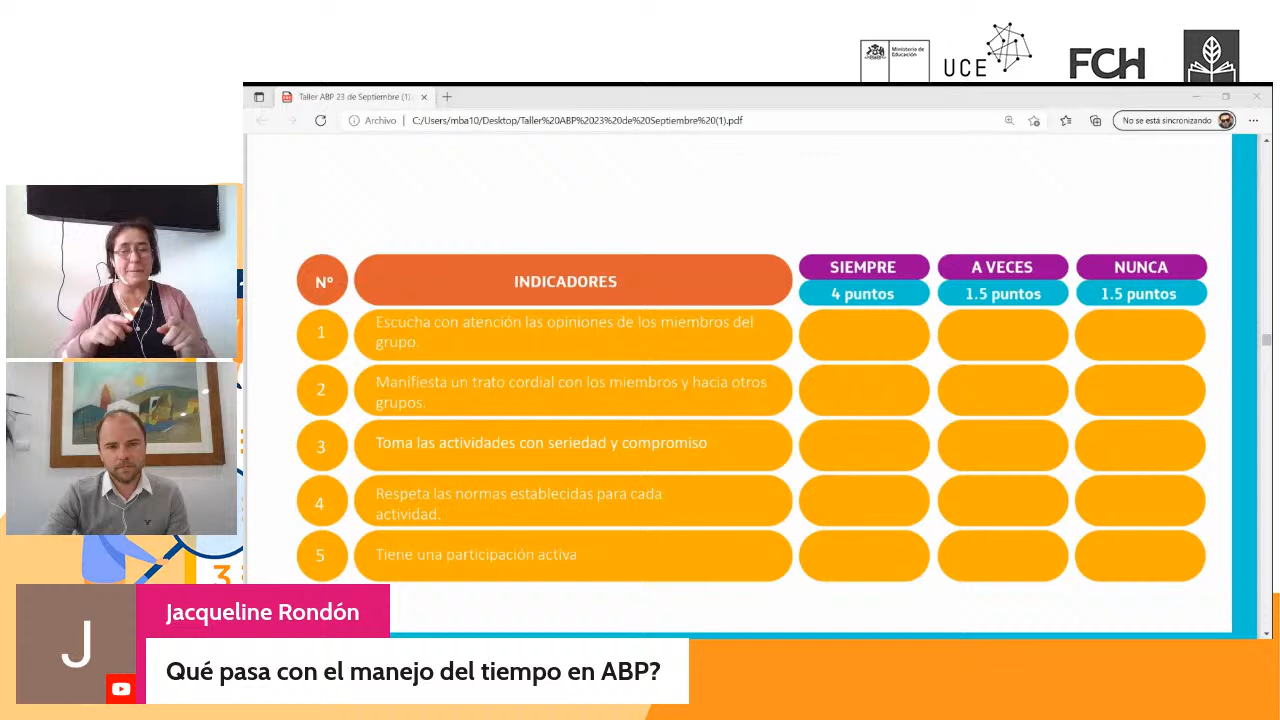 Ministerio de
Educación
UCE
FCH
Taller ABP 23 de Septiembre (1).
Archivo
C:/Users/mba10/Desktop/Taller%20ABP%2023%20de%20Septiembre%20(1).pdf
No se está sincronizando
Nº
INDICADORES
SIEMPRE
4 puntos
A VECES
1.5 puntos
NUNCA
1.5 puntos
1
Escucha con atención las opiniones de los miembros del
grupo.
2
Manifiesta un trato cordial con los miembros y hacia otros
grupos.
3
Toma las actividades con seriedad y compromiso
4
Respeta las normas establecidas para cada
actividad.
5
Tiene una participación activa
3
J
Jacqueline Rondón
Qué pasa con el manejo del tiempo en ABP?